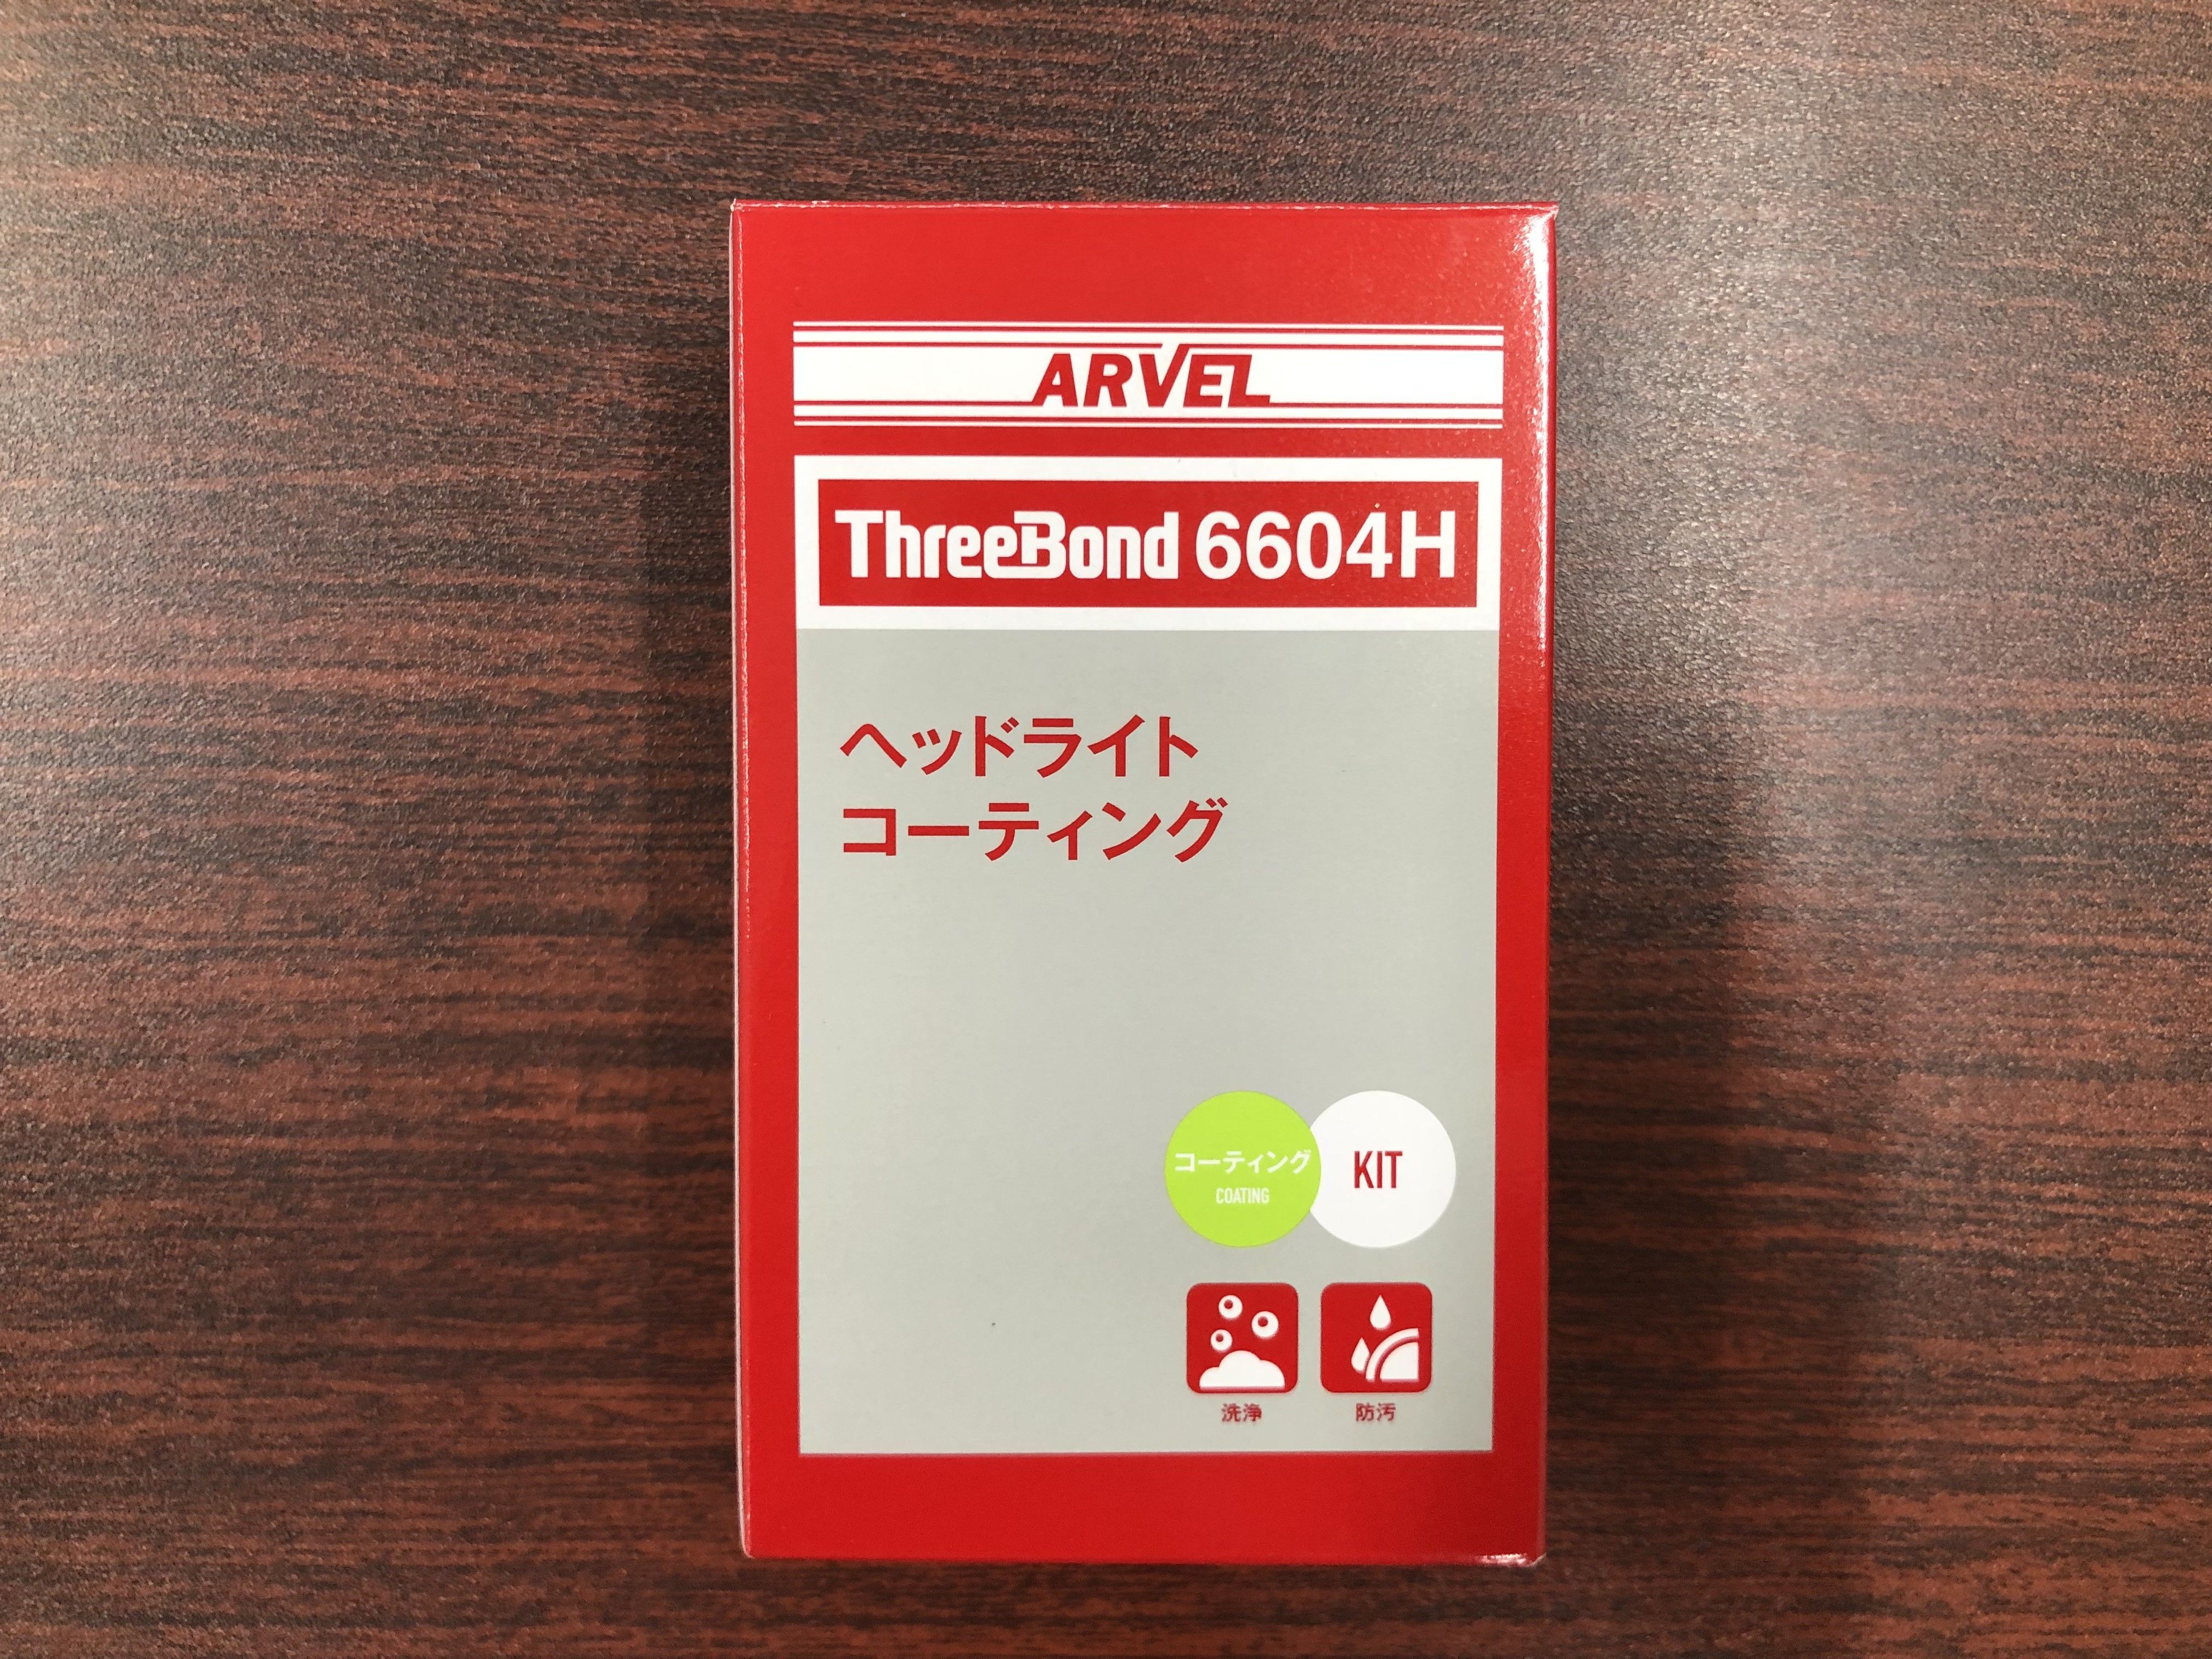 ARVEL
ThreeBond 6604H
ヘッドライト
コーティング
コーティング
COATING
KIT
洗浄
防汚